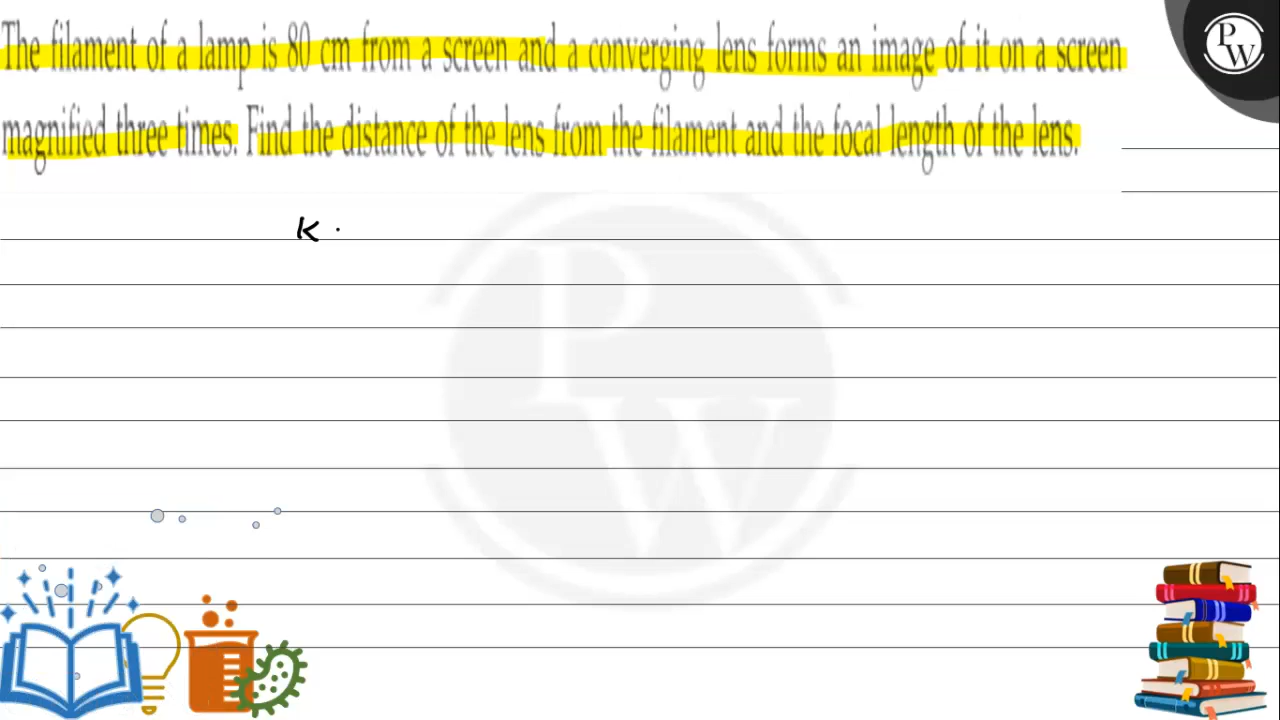 The filament of a lamp is 80 cm from a screen and a converging lens forms an image of it on a screen
magnified three times. Find the distance of the lens from the filament and the focal length of the lens.
K .
PW
P
W